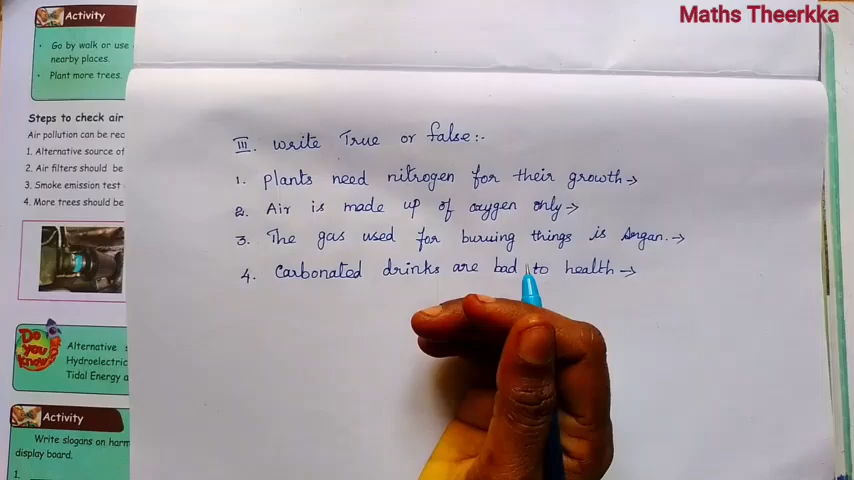 Maths Theerkka
Activity
Go by walk or use
nearby places.
Plant more trees.
Steps to check air
Air pollution can be rec
1. Alternative source of
2. Air filters should be
3. Smoke emission test
4. More trees should be
Do
You
Know
Alternative s
Hydroelectric
Tidal Energy a
Activity
Write slogans on harm
display board.
1.
III. Write True or false:-
1. Plants need nitrogen for their growth→
2. Air is made up of oxygen only→
3. The gas used for burning things is Argan.→
4. Carbonated drinks are bad to health→